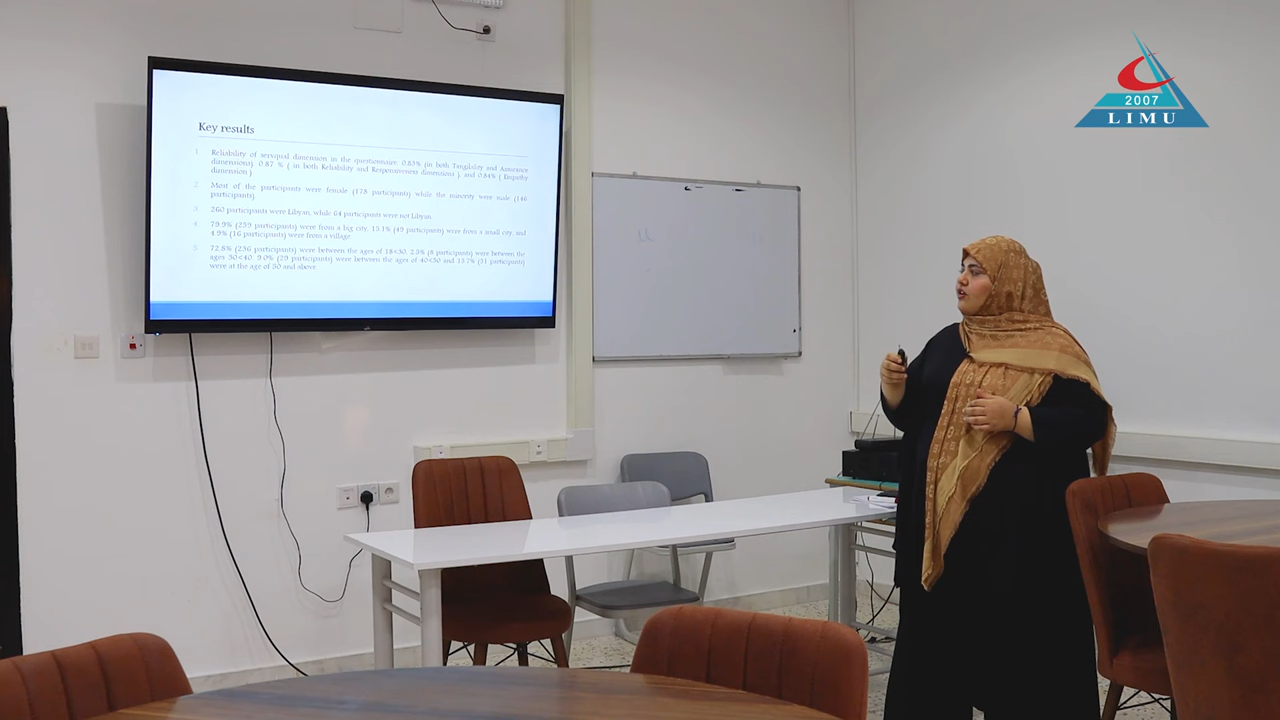 Key results
1 Reliability of servqual dimension in the questionnaire: 0.83% (in both Tangibility and Assurance
dimensions), 0.87 % ( in both Reliability and Responsiveness dimensions ) and 0.84% ( Empathy
dimension )
2 Most of the participants were female (178 participants) while the minority were male (146
participants)
3 260 participants were Libyan, while 64 participants were not Libyan.
4 79.9% (259 participants) were from a big city, 15.1% (49 participants) were from a small city, and
4.9% (16 participants) were from a village
5 72.8% (236 participants) were between the ages of 18<30, 2.5% (8 participants) were between the
ages 30<40, 9.0% (29 participants) were between the ages of 40<50 and 15.7% (51 participants)
were at the age of 50 and above
2007
LIMU